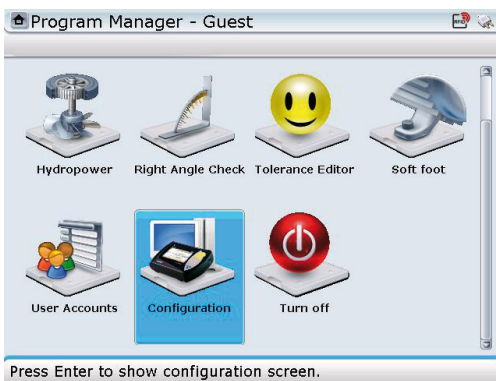 Program Manager - Guest
Hydropower
Right Angle Check
Tolerance Editor
Soft foot
User Accounts
Configuration
Turn off
Press Enter to show configuration screen.